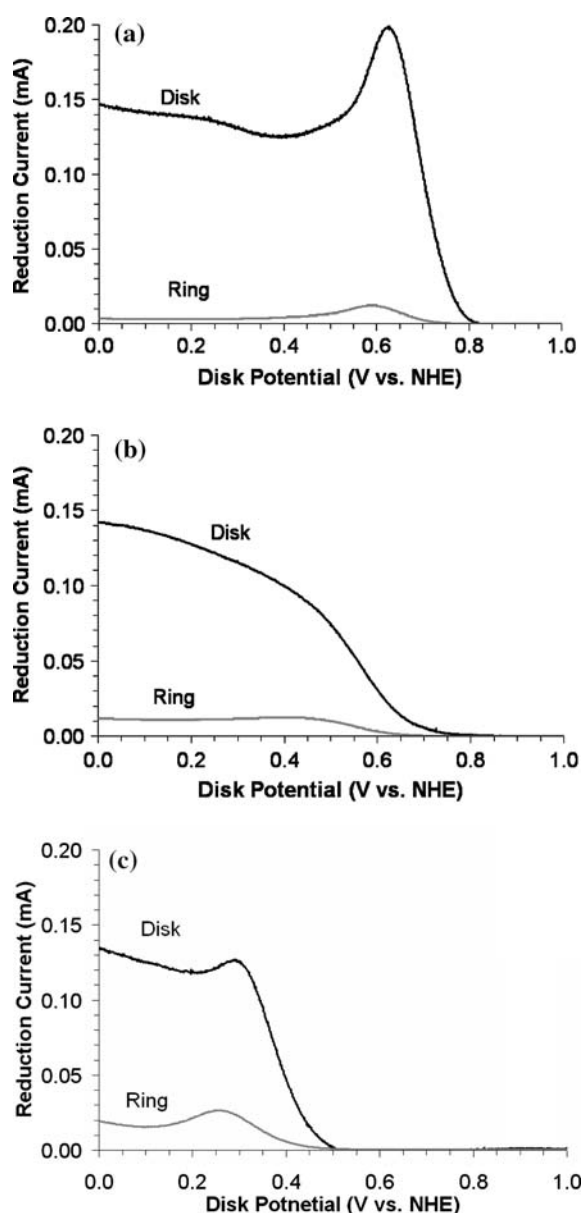 (a)
Reduction Current (mA)
0.20
0.15
0.10
0.05
0.00
Disk
Ring
0.0 0.2 0.4 0.6 0.8 1.0
Disk Potential (V vs. NHE)
(b)
Reduction Current (mA)
0.20
0.15
0.10
0.05
0.00
Disk
Ring
0.0 0.2 0.4 0.6 0.8 1.0
Disk Potential (V vs. NHE)
(c)
Reduction Current (mA)
0.20
0.15
0.10
0.05
0.00
Disk
Ring
0.0 0.2 0.4 0.6 0.8 1.0
Disk Potnetial (V vs. NHE)